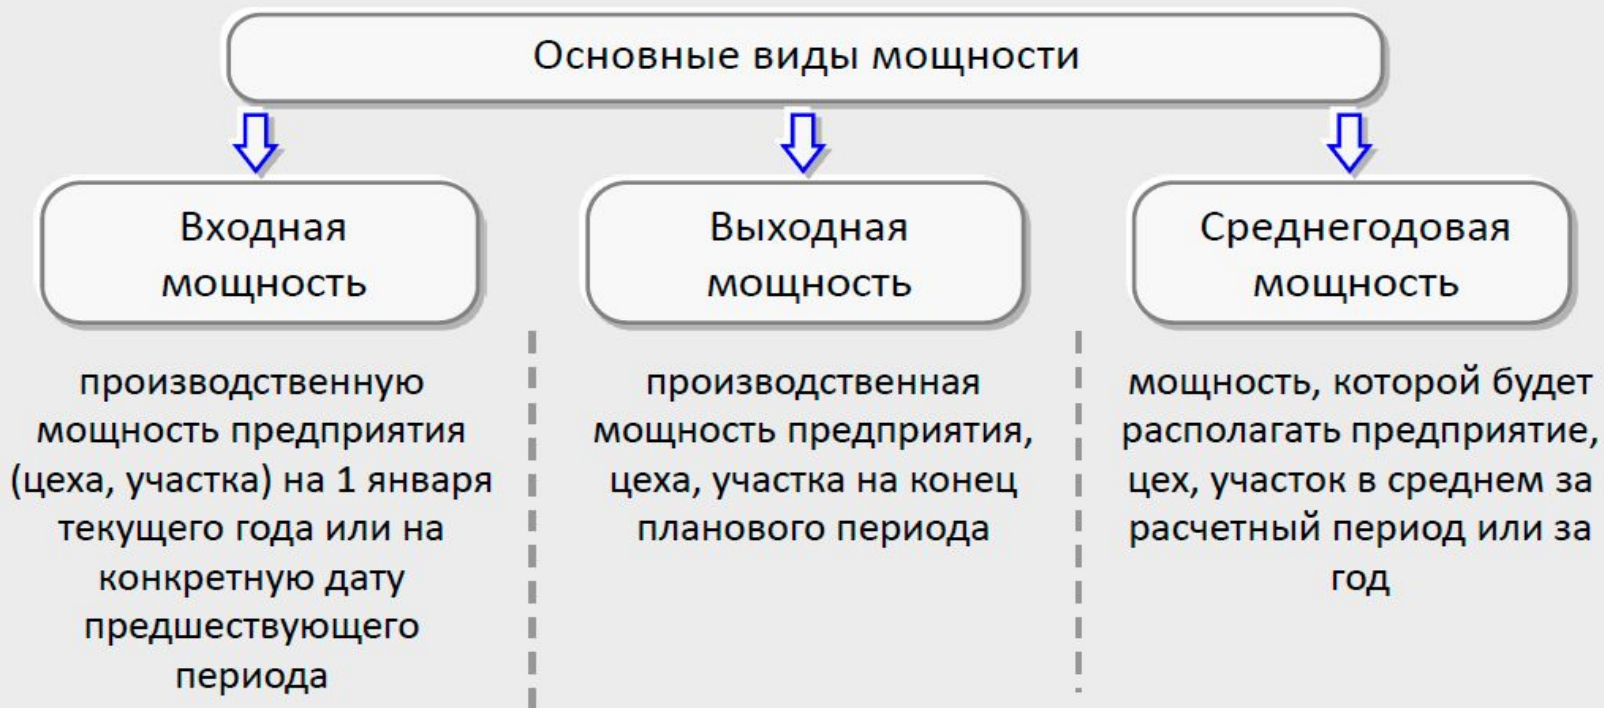 Основные виды мощности
Входная
мощность
Выходная
мощность
Среднегодовая
мощность
производственную
мощность предприятия
(цеха, участка) на 1 января
текущего года или на
конкретную дату
предшествующего
периода
производственная
мощность предприятия,
цеха, участка на конец
планового периода
мощность, которой будет
располагать предприятие,
цех, участок в среднем за
расчетный период или за
год